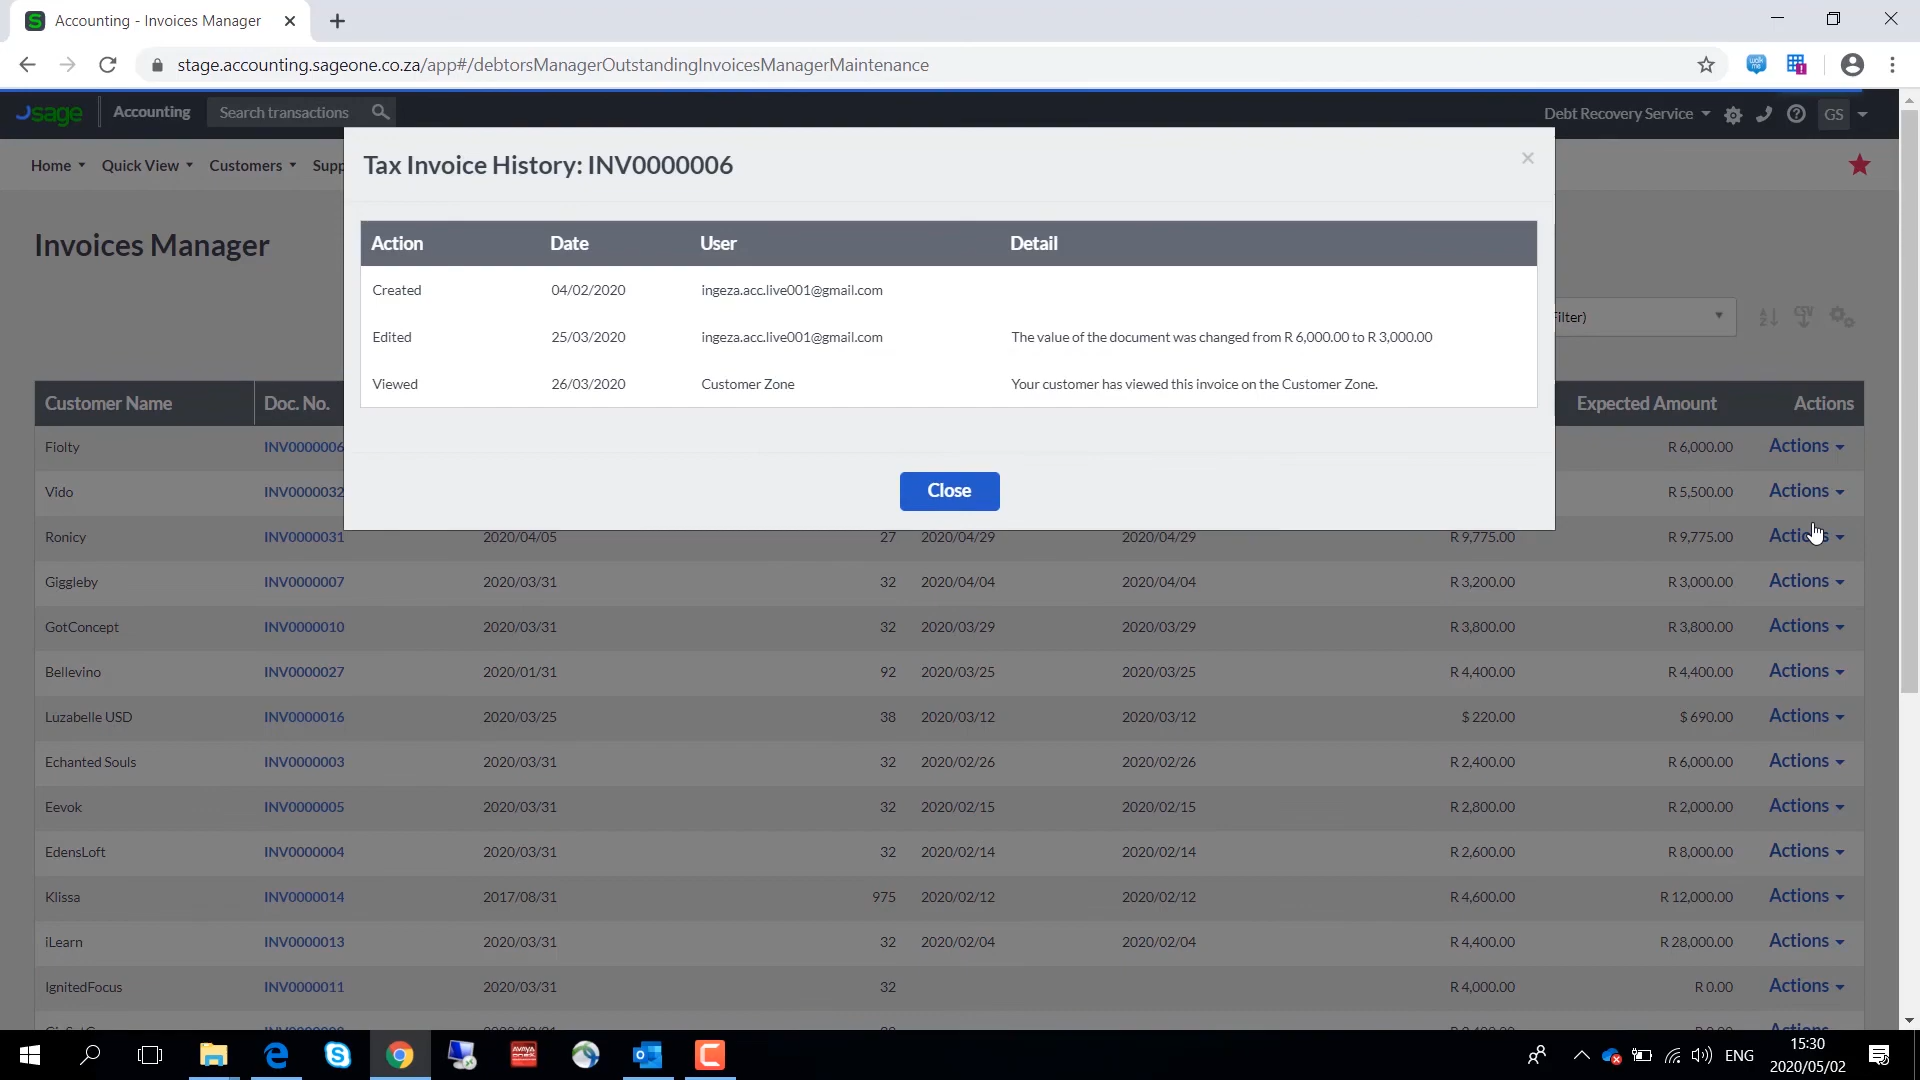 Accounting - Invoices Manager
stage.accounting.sageone.co.za/app#/debtorsManagerOutstandingInvoicesManagerMaintenance
sage Accounting Search transactions Debt Recovery Service GS
Home Quick View Customers Supp
Tax Invoice History: INV0000006
Action Date User Detail
Created 04/02/2020 ingeza.acc.live001@gmail.com
Edited 25/03/2020 ingeza.acc.live001@gmail.com The value of the document was changed from R 6,000.00 to R 3,000.00
Viewed 26/03/2020 Customer Zone Your customer has viewed this invoice on the Customer Zone.
Close
Invoices Manager
Filter)
Customer Name Doc. No. Expected Amount Actions
Fiolty INV0000006 R 6,000.00 Actions
Vido INV0000032 R 5,500.00 Actions
Ronicy INV0000031 2020/04/05 27 2020/04/29 2020/04/29 R 9,775.00 R 9,775.00 Actions
Giggleby INV0000007 2020/03/31 32 2020/04/04 2020/04/04 R 3,200.00 R 3,000.00 Actions
GotConcept INV0000010 2020/03/31 32 2020/03/29 2020/03/29 R 3,800.00 R 3,800.00 Actions
Bellevino INV0000027 2020/01/31 92 2020/03/25 2020/03/25 R 4,400.00 R 4,400.00 Actions
Luzabelle USD INV0000016 2020/03/25 38 2020/03/12 2020/03/12 $ 220.00 $ 690.00 Actions
Echanted Souls INV0000003 2020/03/31 32 2020/02/26 2020/02/26 R 2,400.00 R 6,000.00 Actions
Eevok INV0000005 2020/03/31 32 2020/02/15 2020/02/15 R 2,800.00 R 2,000.00 Actions
EdensLoft INV0000004 2020/03/31 32 2020/02/14 2020/02/14 R 2,600.00 R 8,000.00 Actions
Klissa INV0000014 2017/08/31 975 2020/02/12 2020/02/12 R 4,600.00 R 12,000.00 Actions
iLearn INV0000013 2020/03/31 32 2020/02/04 2020/02/04 R 4,400.00 R 28,000.00 Actions
IgnitedFocus INV0000011 2020/03/31 32 R 4,000.00 R 0.00 Actions
ENG
15:30
2020/05/02